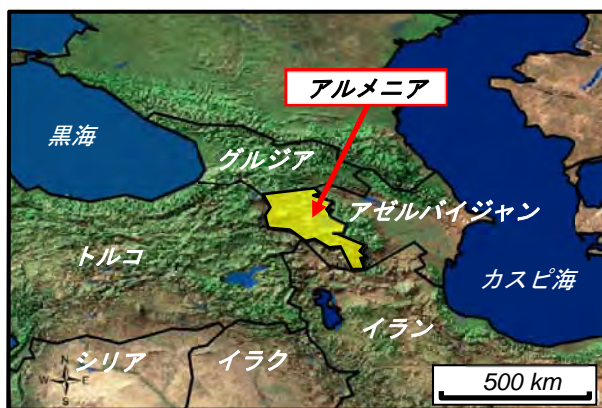 アルメニア
黒海
グルジア
アゼルバイジャン
トルコ
カスピ海
イラン
シリア
イラク
N
W E
S
500 km